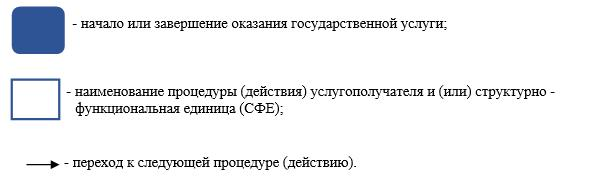 - начало или завершение оказания государственной услуги;
- наименование процедуры (действия) услугополучателя и (или) структурно -
функциональная единица (СФЕ);
- переход к следующей процедуре (действию).